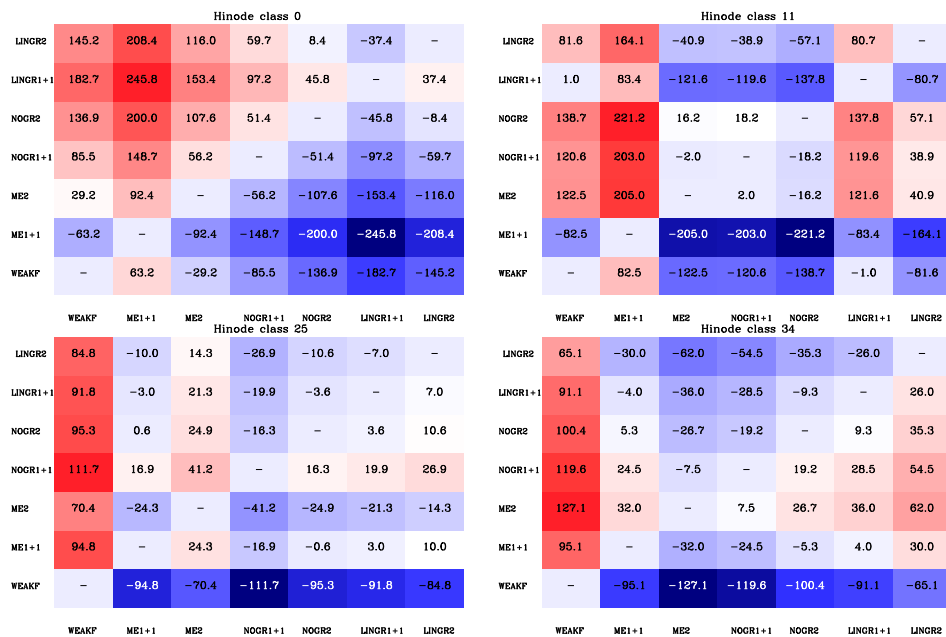 Hinode class 0
LINGR2 145.2 208.4 116.0 59.7 8.4 −37.4 −
LINGR1+1 182.7 245.8 153.4 97.2 45.8 − 37.4
NOGR2 136.9 200.0 107.6 51.4 − −45.8 −8.4
NOGR1+1 85.5 148.7 56.2 − −51.4 −97.2 −59.7
ME2 29.2 92.4 − −56.2 −107.6 −153.4 −116.0
ME1+1 −63.2 − −92.4 −148.7 −200.0 −245.8 −208.4
WEAKF − 63.2 −29.2 −85.5 −136.9 −182.7 −145.2
WEAKF ME1+1 ME2 NOGR1+1 NOGR2 LINGR1+1 LINGR2
Hinode class 11
LINGR2 81.6 164.1 −40.9 −38.9 −57.1 80.7 −
LINGR1+1 1.0 83.4 −121.6 −119.6 −137.8 − −80.7
NOGR2 138.7 221.2 16.2 18.2 − 137.8 57.1
NOGR1+1 120.6 203.0 −2.0 − −18.2 119.6 38.9
ME2 122.5 205.0 − 2.0 −16.2 121.6 40.9
ME1+1 −82.5 − −205.0 −203.0 −221.2 −83.4 −164.1
WEAKF − 82.5 −122.5 −120.6 −138.7 −1.0 −81.6
WEAKF ME1+1 ME2 NOGR1+1 NOGR2 LINGR1+1 LINGR2
Hinode class 25
LINGR2 84.8 −10.0 14.3 −26.9 −10.6 −7.0 −
LINGR1+1 91.8 −3.0 21.3 −19.9 −3.6 − 7.0
NOGR2 95.3 0.6 24.9 −16.3 − 3.6 10.6
NOGR1+1 111.7 16.9 41.2 − 16.3 19.9 26.9
ME2 70.4 −24.3 − −41.2 −24.9 −21.3 −14.3
ME1+1 94.8 − 24.3 −16.9 −0.6 3.0 10.0
WEAKF − −94.8 −70.4 −111.7 −95.3 −91.8 −84.8
WEAKF ME1+1 ME2 NOGR1+1 NOGR2 LINGR1+1 LINGR2
Hinode class 34
LINGR2 65.1 −30.0 −62.0 −54.5 −35.3 −26.0 −
LINGR1+1 91.1 −4.0 −36.0 −28.5 −9.3 − 26.0
NOGR2 100.4 5.3 −26.7 −19.2 − 9.3 35.3
NOGR1+1 119.6 24.5 −7.5 − 19.2 28.5 54.5
ME2 127.1 32.0 − 7.5 26.7 36.0 62.0
ME1+1 95.1 − −32.0 −24.5 −5.3 4.0 30.0
WEAKF − −95.1 −127.1 −119.6 −100.4 −91.1 −65.1
WEAKF ME1+1 ME2 NOGR1+1 NOGR2 LINGR1+1 LINGR2